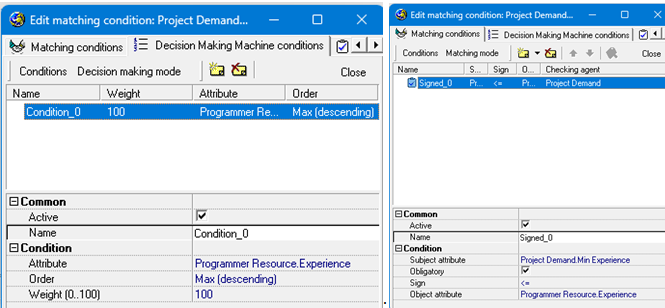 Edit matching condition: Project Demand...
Matching conditions Decision Making Machine conditions
Conditions Decision making mode Close
Name Weight Attribute Order
Condition_0 100 Programmer Re... Max (descending)
Common
Active
Name Condition_0
Condition
Attribute Programmer Resource.Experience
Order Max (descending)
Weight (0..100) 100
Edit matching condition: Project Deman...
Matching conditions Decision Making Machine conditions
Conditions Matching mode Close
Name S... Sign O... Checking agent
Signed_0 Pr... <= Pr... Project Demand
Common
Active
Name Signed_0
Condition
Subject attribute Project Demand.Min Experience
Obligatory
Sign <=
Object attribute Programmer Resource.Experience